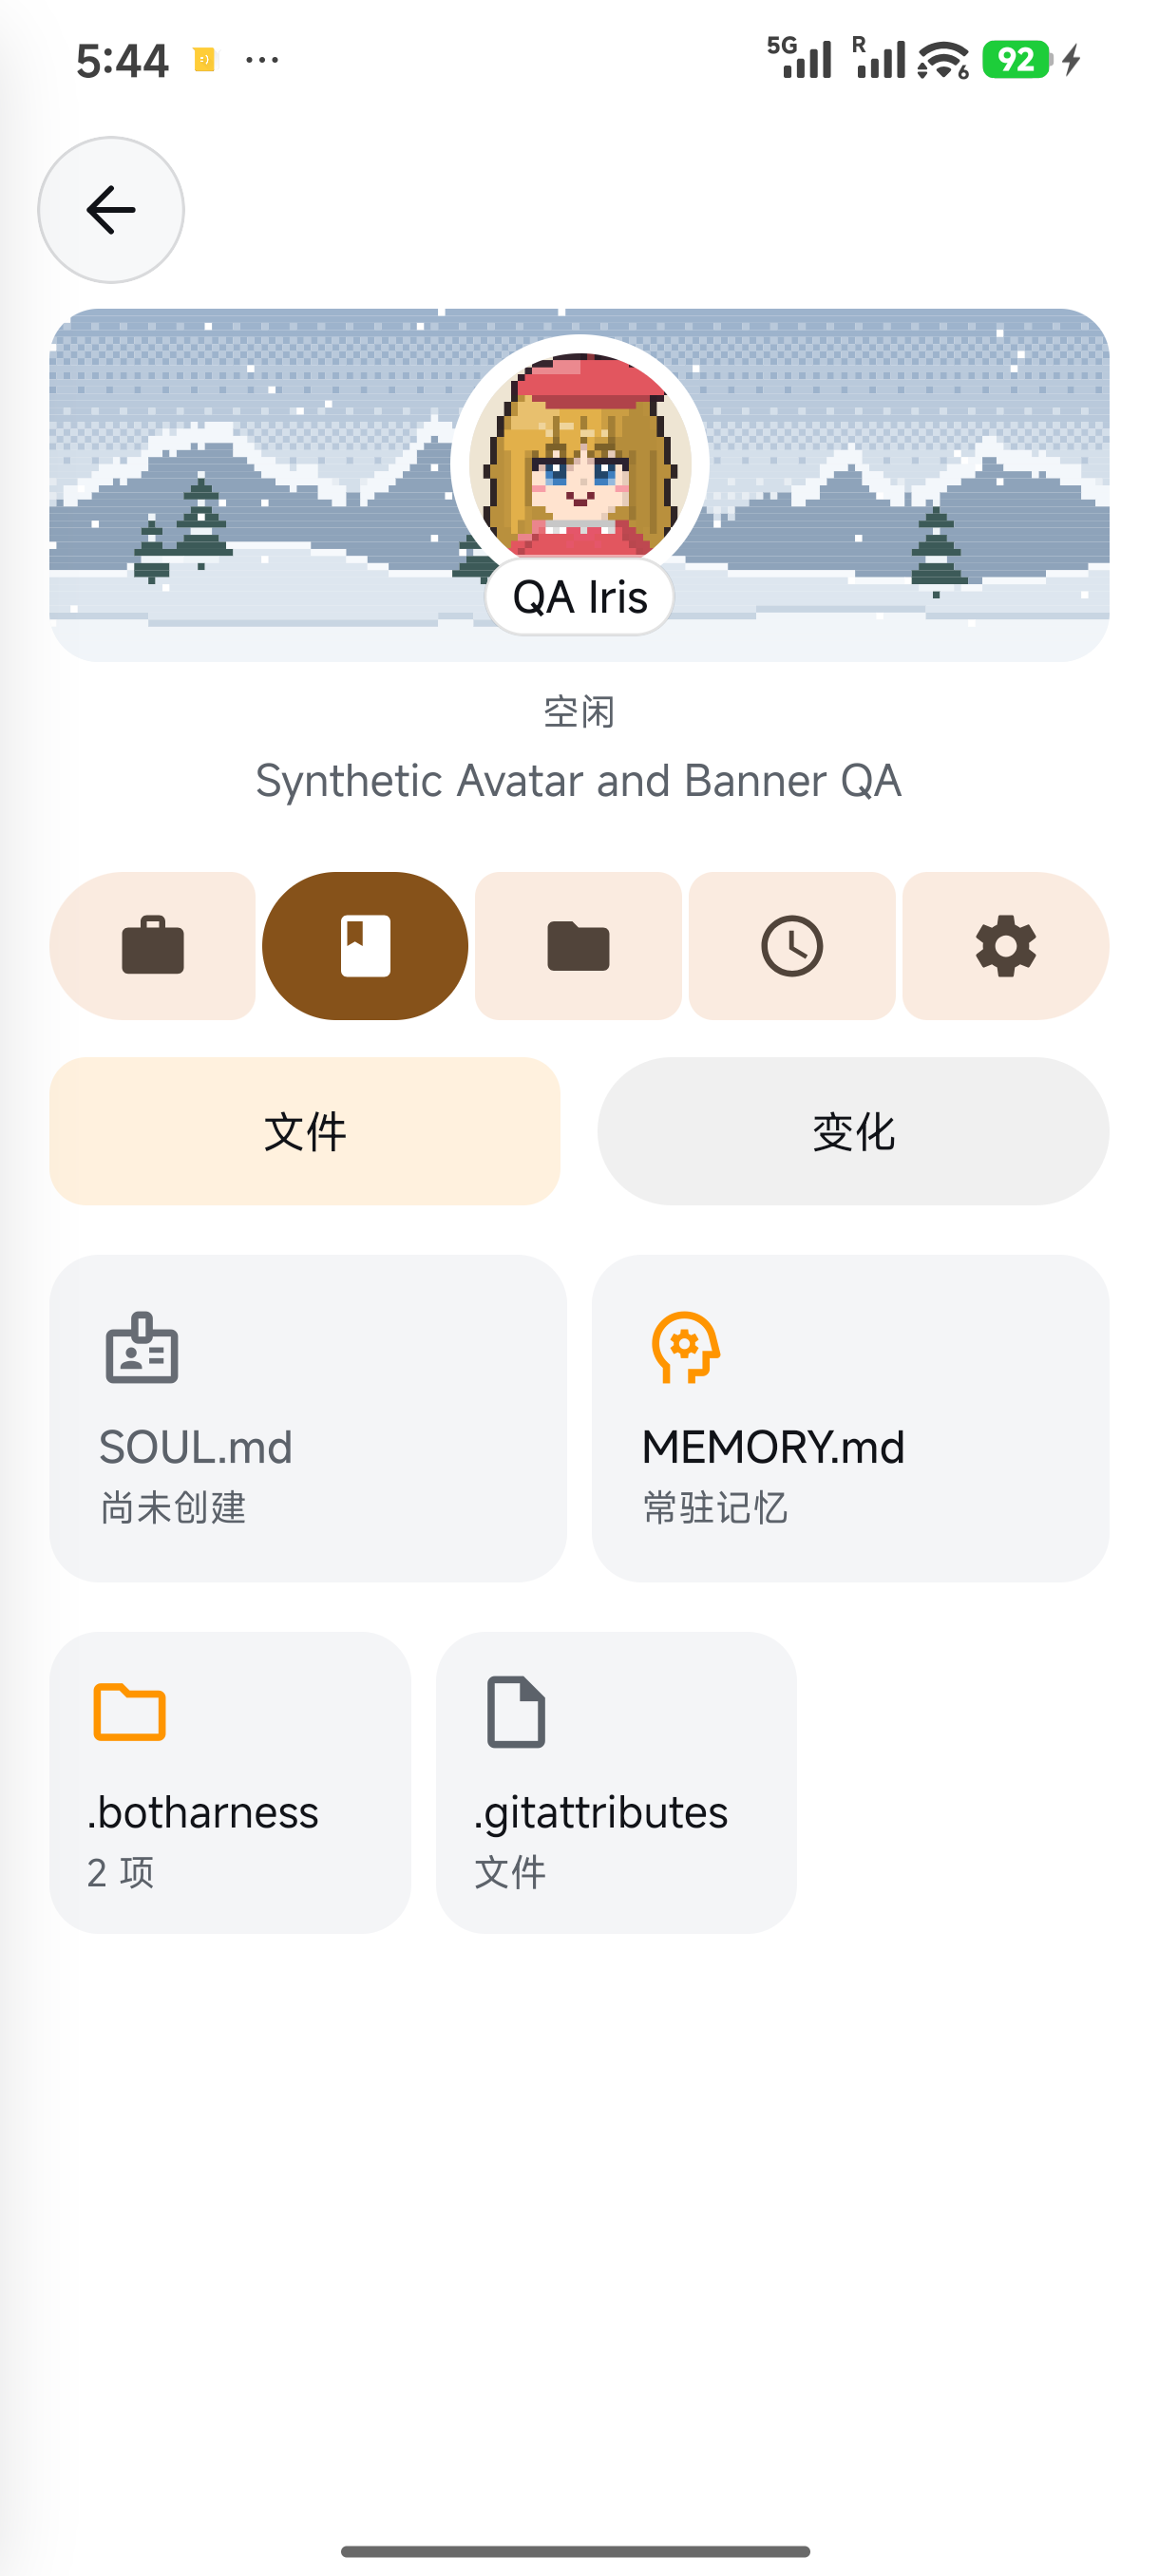 5:44
5G
R
6
92
QA Iris
空闲
Synthetic Avatar and Banner QA
文件
变化
SOUL.md
尚未创建
MEMORY.md
常驻记忆
.botharness
2 项
.gitattributes
文件